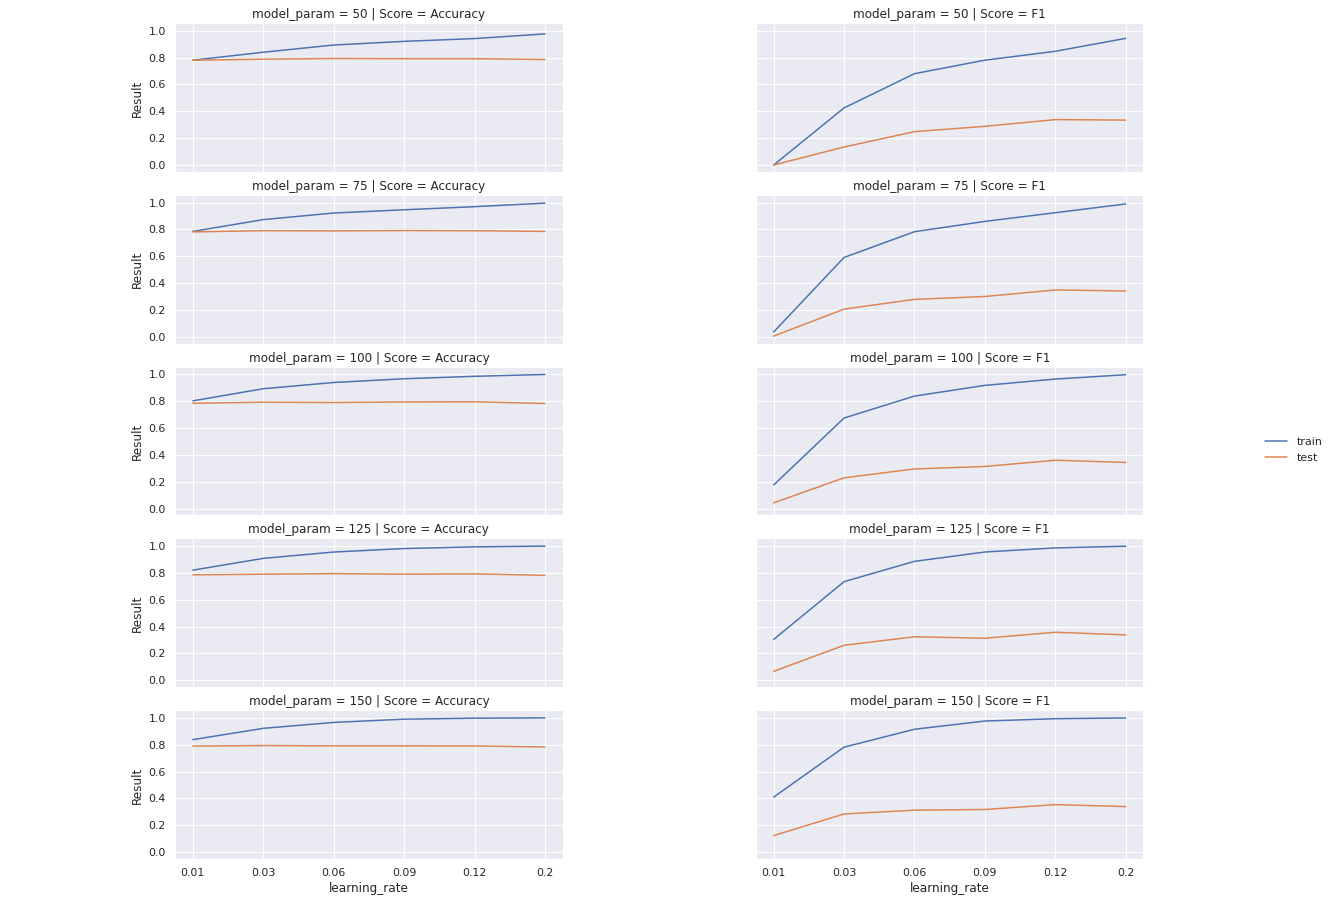 model_param = 50 | Score = Accuracy
1.0
0.8
0.6
0.4
0.2
0.0
Result
model_param = 50 | Score = F1
model_param = 75 | Score = Accuracy
1.0
0.8
0.6
0.4
0.2
0.0
Result
model_param = 75 | Score = F1
model_param = 100 | Score = Accuracy
1.0
0.8
0.6
0.4
0.2
0.0
Result
model_param = 100 | Score = F1
train
test
model_param = 125 | Score = Accuracy
1.0
0.8
0.6
0.4
0.2
0.0
Result
model_param = 125 | Score = F1
model_param = 150 | Score = Accuracy
1.0
0.8
0.6
0.4
0.2
0.0
Result
model_param = 150 | Score = F1
0.01 0.03 0.06 0.09 0.12 0.2
learning_rate
0.01 0.03 0.06 0.09 0.12 0.2
learning_rate